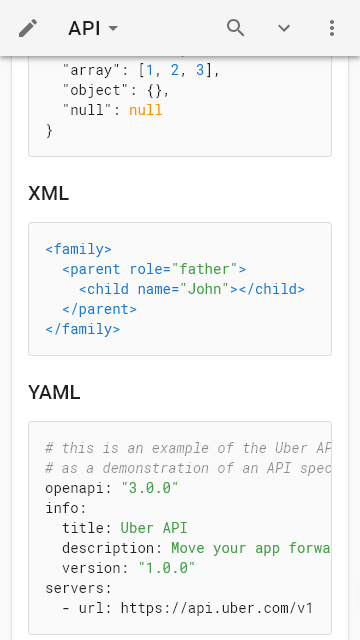 API
"array": [1, 2, 3],
"object": {},
"null": null
}
XML
<family>
<parent role="father">
<child name="John"></child>
</parent>
</family>
YAML
# this is an example of the Uber AP
# as a demonstration of an API spec
openapi: "3.0.0"
info:
title: Uber API
description: Move your app forwa
version: "1.0.0"
servers:
- url: https://api.uber.com/v1